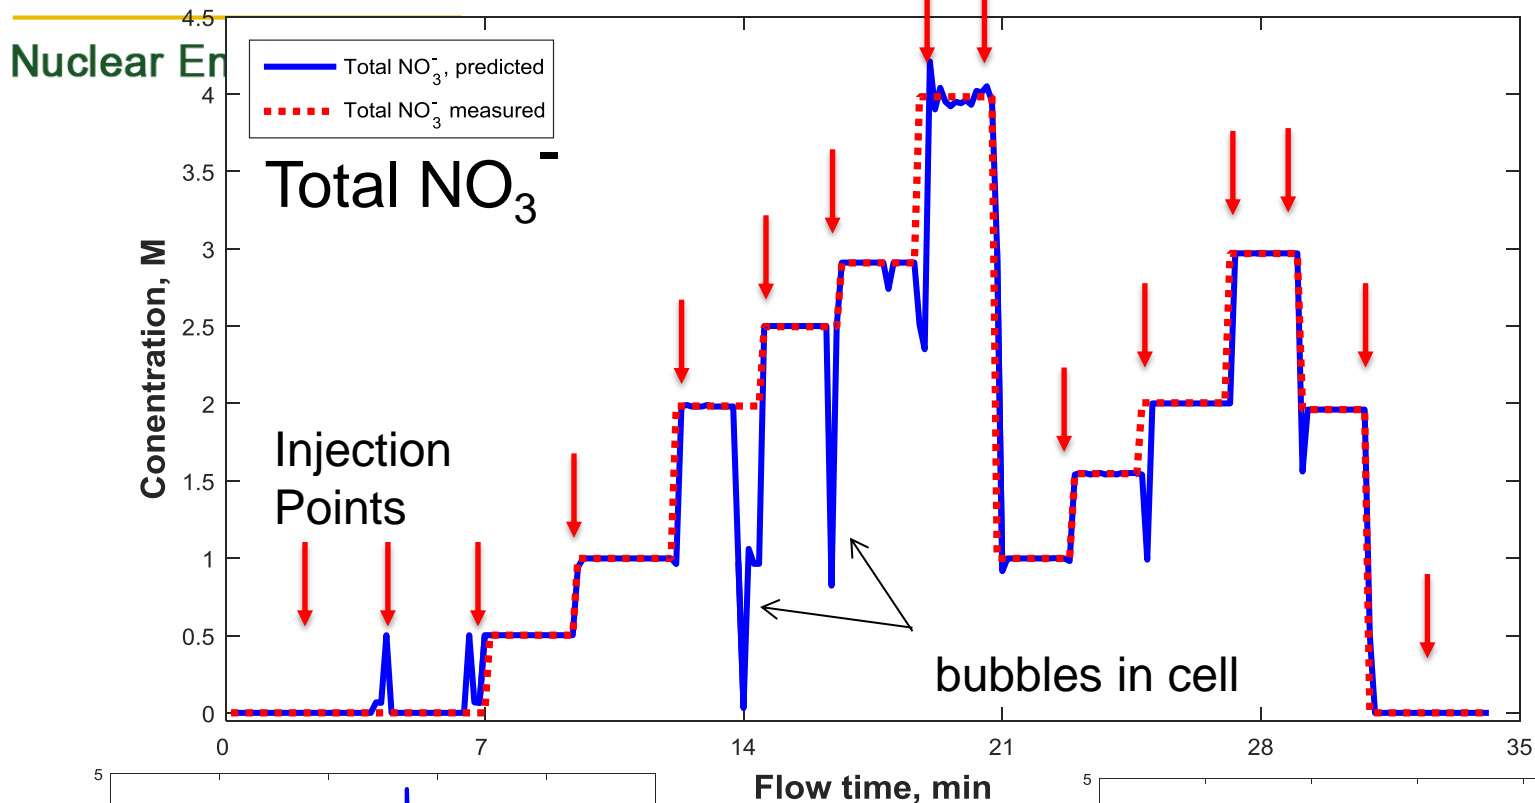 Nuclear En
Total NO3-, predicted
Total NO3- measured
Total NO3-
Injection
Points
bubbles in cell
Conentration, M
4.5
4
3.5
3
2.5
2
1.5
1
0.5
0
0 7 14 21 28 35
Flow time, min
5
5